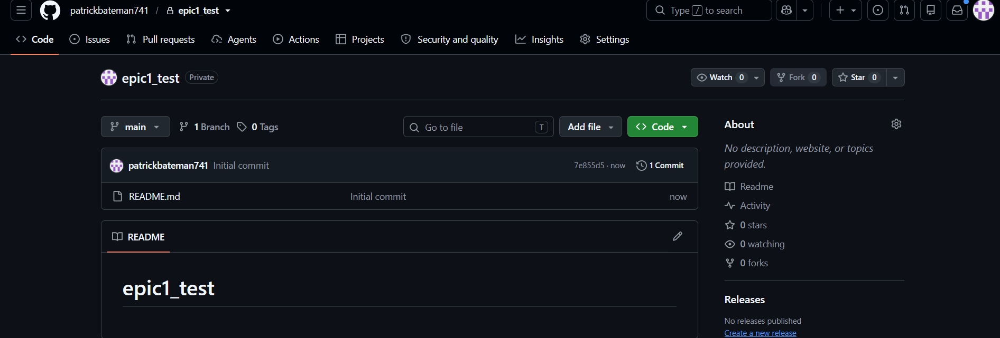 patrickbateman741 / epic1_test
Type / to search
Code Issues Pull requests Agents Actions Projects Security and quality Insights Settings
epic1_test Private
Watch 0 Fork 0 Star 0
main 1 Branch 0 Tags Go to file T Add file Code
patrickbateman741 Initial commit 7e855d5 · now 1 Commit
README.md Initial commit now
README
epic1_test
About
No description, website, or topics
provided.
Readme
Activity
0 stars
0 watching
0 forks
Releases
No releases published
Create a new release